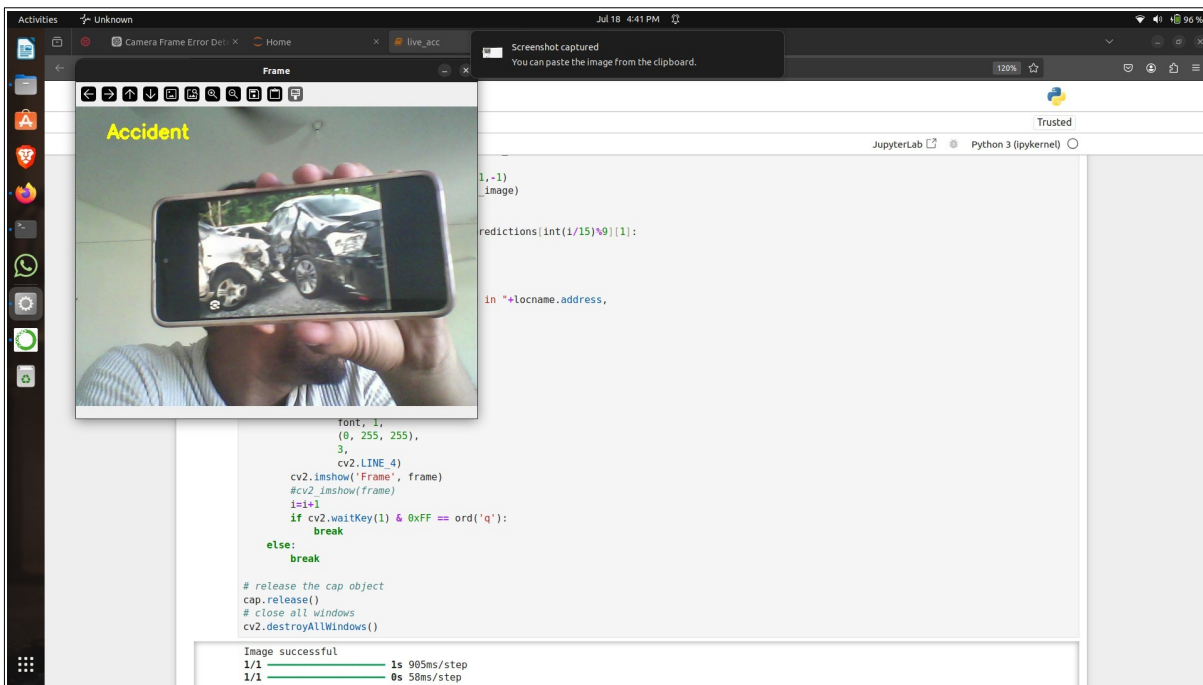 Activities
Unknown
Jul 18 4:41 PM
96 %
Camera Frame Error Det
Home
live_acc
Screenshot captured
You can paste the image from the clipboard.
120%
Frame
Trusted
JupyterLab
Python 3 (ipykernel)
Accident
1,-1)
_image)
redictions[int(i/15)%9][1]:
in "+locname.address,
font, 1,
(0, 255, 255),
3,
cv2.LINE_4)
cv2.imshow('Frame', frame)
#cv2_imshow(frame)
i=i+1
if cv2.waitKey(1) & 0xFF == ord('q'):
break
else:
break
# release the cap object
cap.release()
# close all windows
cv2.destroyAllWindows()
Image successful
1/1 1s 905ms/step
1/1 0s 58ms/step